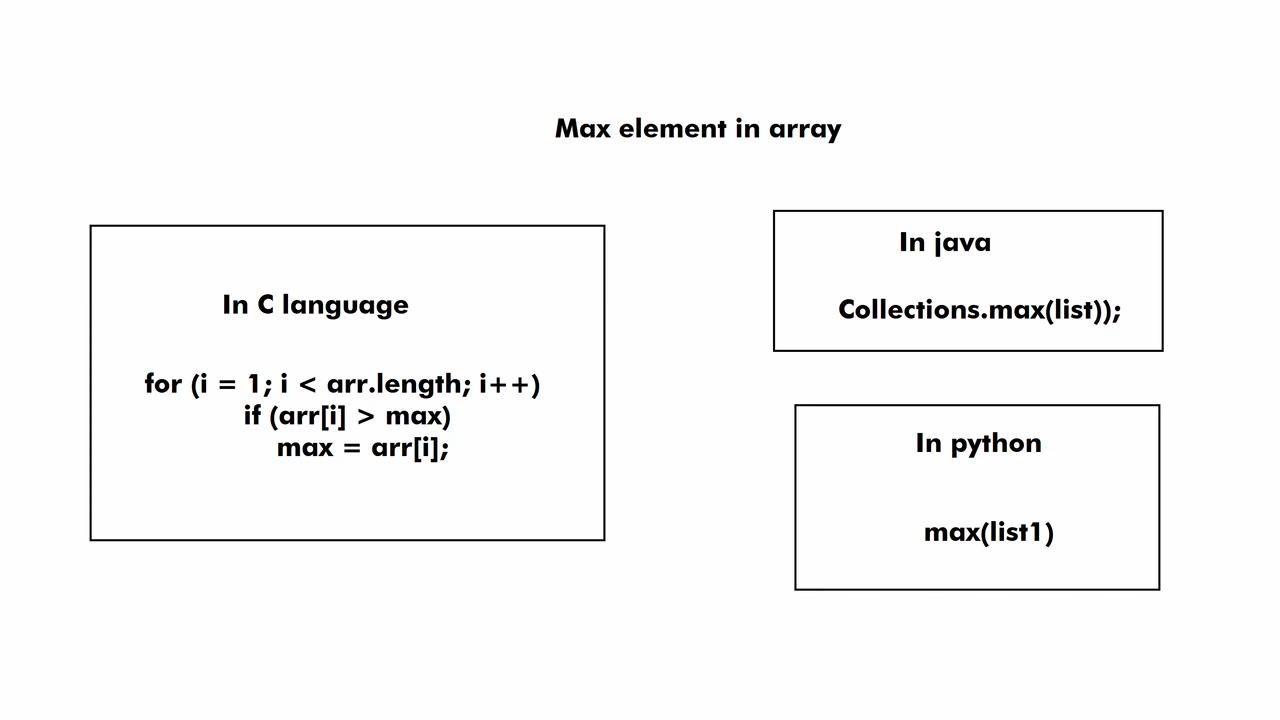 Max element in array
In C language
for (i = 1; i < arr.length; i++)
if (arr[i] > max)
max = arr[i];
In java
Collections.max(list));
In python
max(list1)